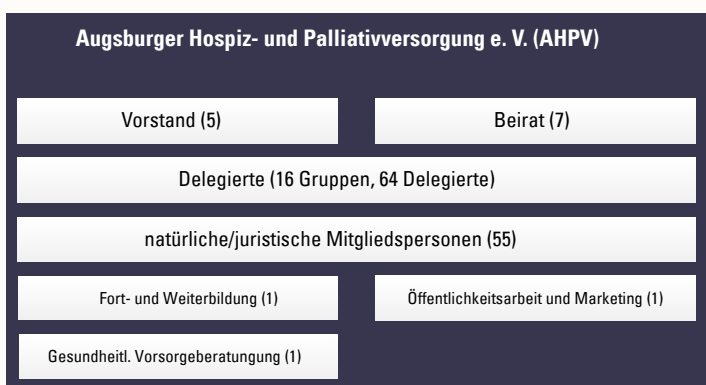 Augsburger Hospiz- und Palliativversorgung e. V. (AHPV)
Vorstand (5)
Beirat (7)
Delegierte (16 Gruppen, 64 Delegierte)
natürliche/juristische Mitgliedspersonen (55)
Fort- und Weiterbildung (1)
Öffentlichkeitsarbeit und Marketing (1)
Gesundheitl. Vorsorgeberatungung (1)